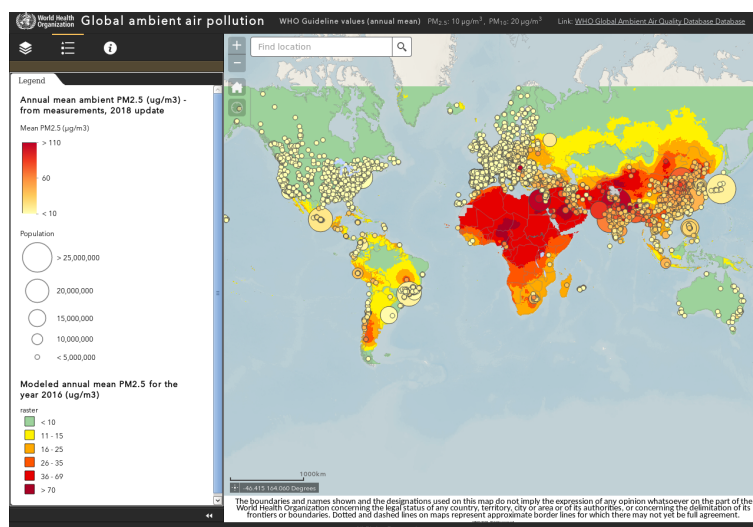 World Health Organization
Global ambient air pollution
WHO Guideline values (annual mean) PM2.5: 10 µg/m³, PM10: 20 µg/m³
Link: WHO Global Ambient Air Quality Database Database
Find location
Legend
Annual mean ambient PM2.5 (ug/m3) -
from measurements, 2018 update
Mean PM2.5 (µg/m3)
> 110
60
< 10
Population
> 25,000,000
20,000,000
15,000,000
10,000,000
< 5,000,000
Modeled annual mean PM2.5 for the
year 2016 (ug/m3)
raster
< 10
11 - 15
16 - 25
26 - 35
36 - 69
> 70
1000km
-46.415 164.060 Degrees
The boundaries and names shown and the designations used on this map do not imply the expression of any opinion whatsoever on the part of the
World Health Organization concerning the legal status of any country, territory, city or area or of its authorities, or concerning the delimitation of its
frontiers or boundaries. Dotted and dashed lines on maps represent approximate border lines for which there may not yet be full agreement.